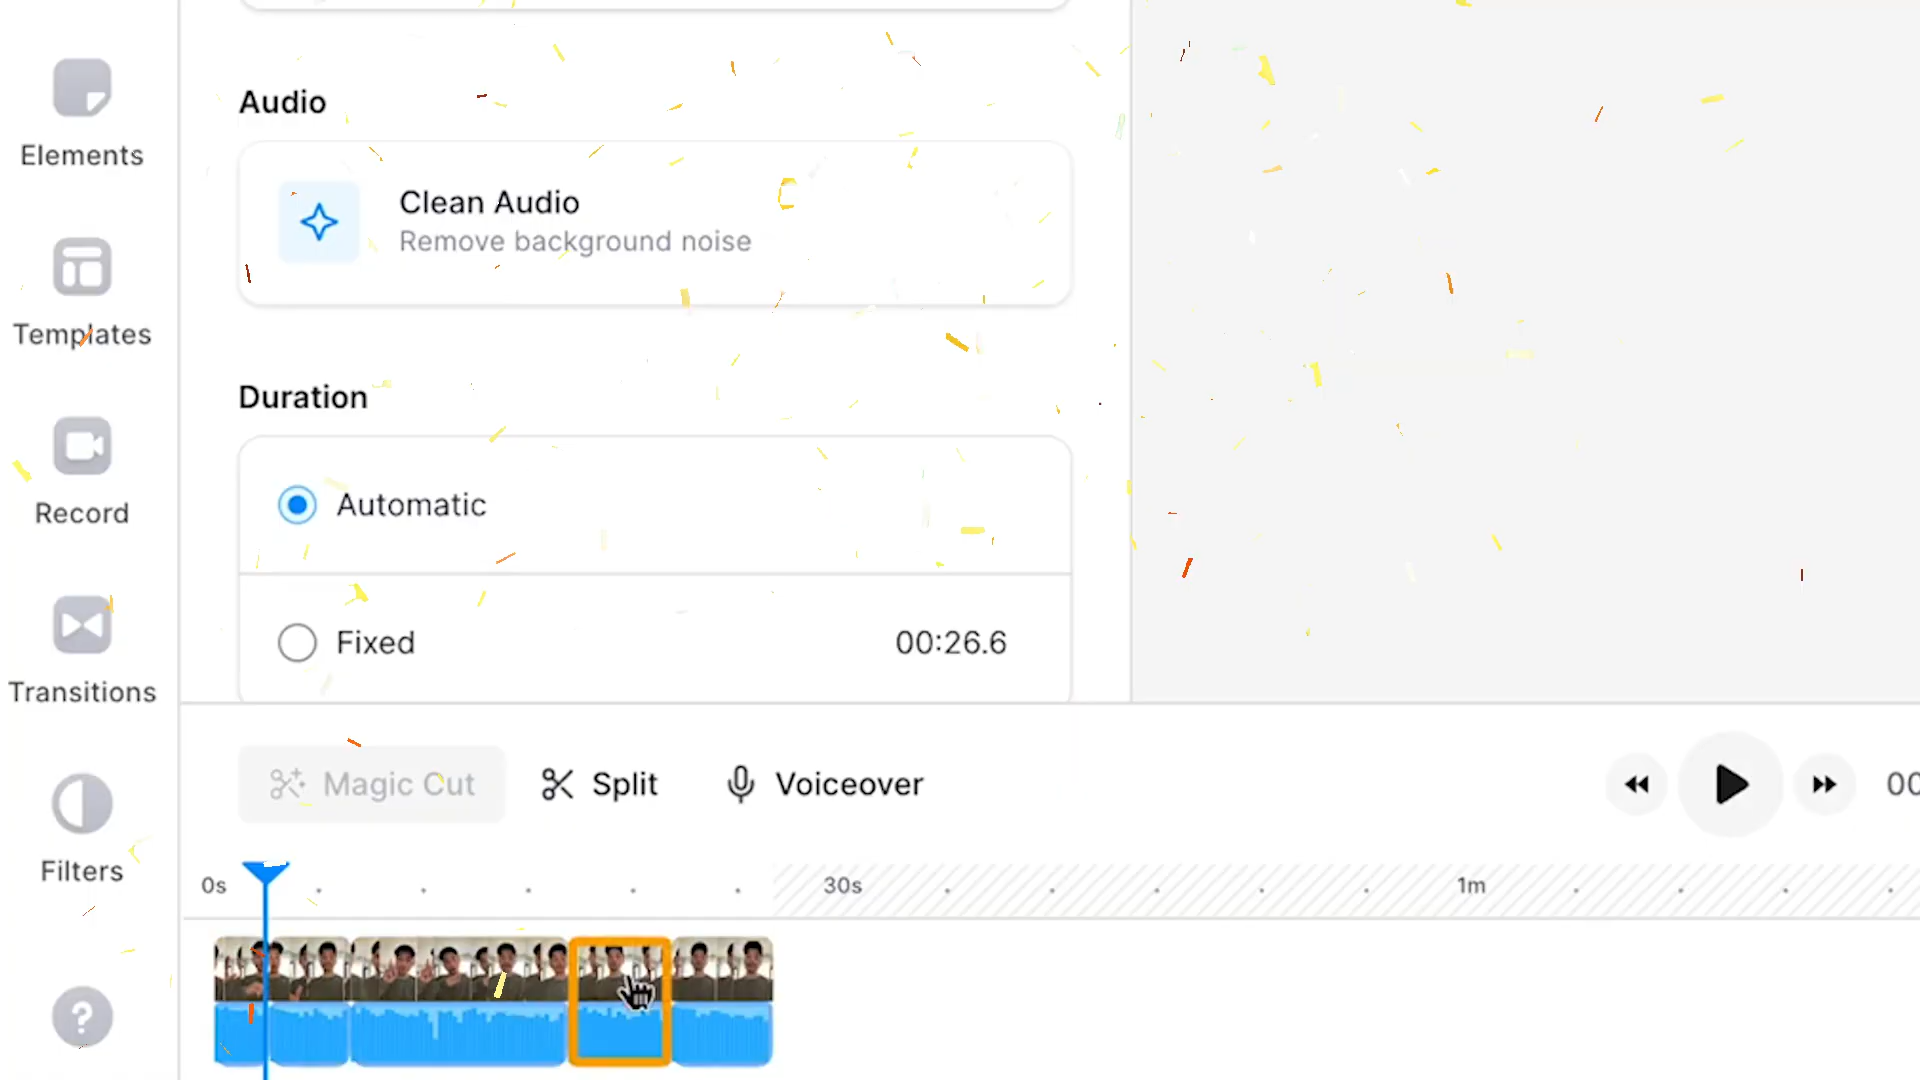 Elements
Templates
Record
Transitions
Filters
?
Audio
Clean Audio
Remove background noise
Duration
Automatic
Fixed 00:26.6
Magic Cut Split Voiceover 00
0s 30s 1m